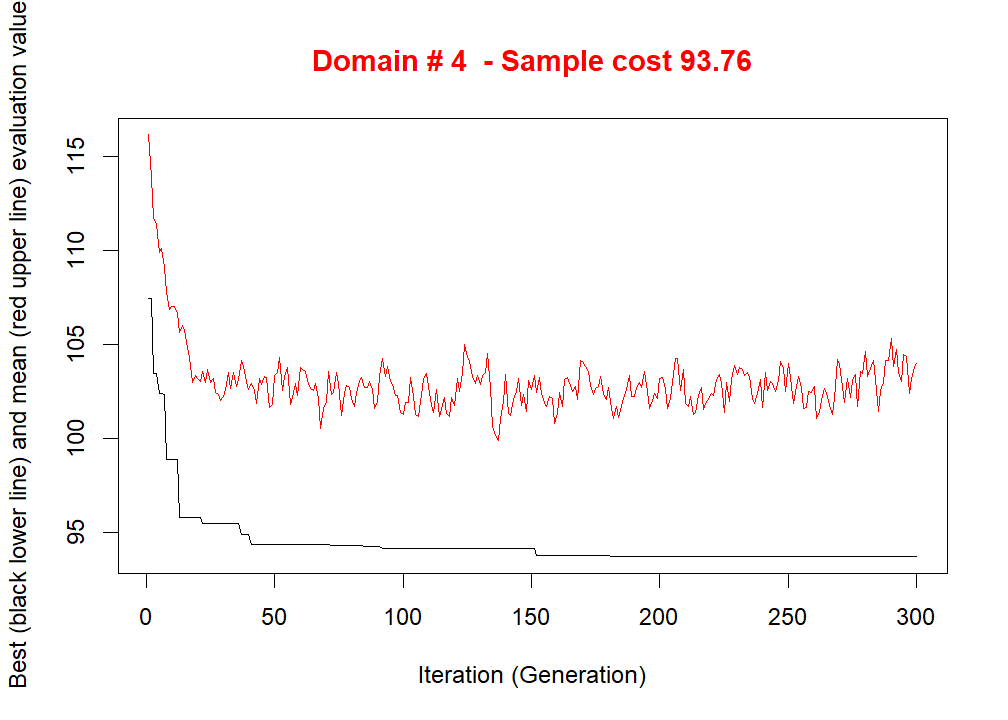 Domain # 4  - Sample cost 93.76
Best (black lower line) and mean (red upper line) evaluation value
115
110
105
100
95
0 50 100 150 200 250 300
Iteration (Generation)